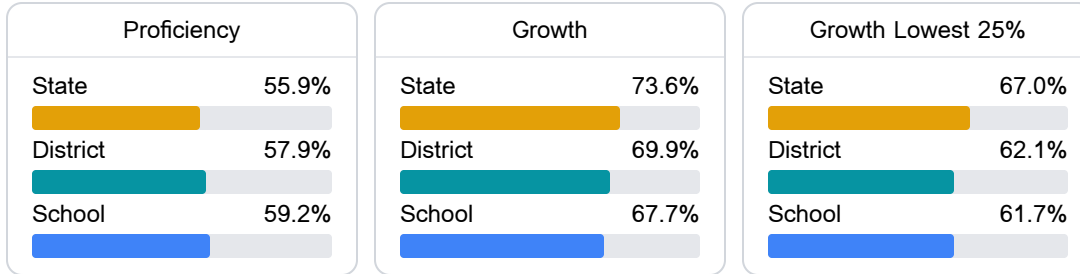 Proficiency
State 55.9%
District 57.9%
School 59.2%
Growth
State 73.6%
District 69.9%
School 67.7%
Growth Lowest 25%
State 67.0%
District 62.1%
School 61.7%